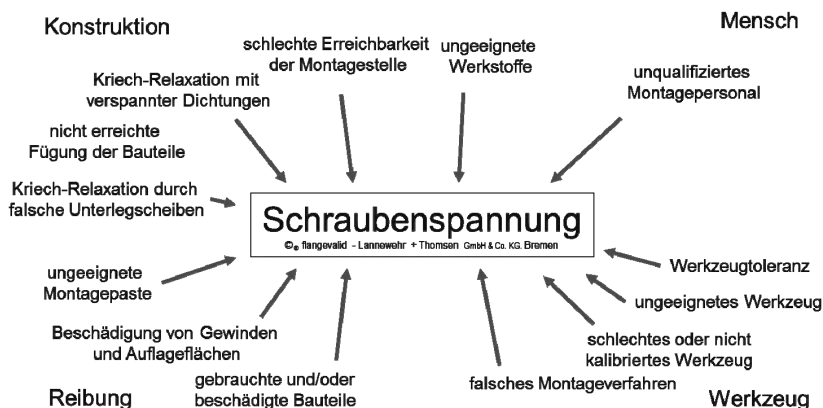 Konstruktion
Mensch
schlechte Erreichbarkeit
der Montagestelle
ungeeignete
Werkstoffe
unqualifiziertes
Montagepersonal
Kriech-Relaxation mit
verspannter Dichtungen
nicht erreichte
Fügung der Bauteile
Kriech-Relaxation durch
falsche Unterlegscheiben
Schraubenspannung
©® flangevalid - Lannewehr + Thomsen GmbH & Co. KG. Bremen
ungeeignete
Montagepaste
Werkzeugtoleranz
ungeeignetes Werkzeug
Beschädigung von Gewinden
und Auflageflächen
schlechtes oder nicht
kalibriertes Werkzeug
gebrauchte und/oder
beschädigte Bauteile
falsches Montageverfahren
Reibung
Werkzeug